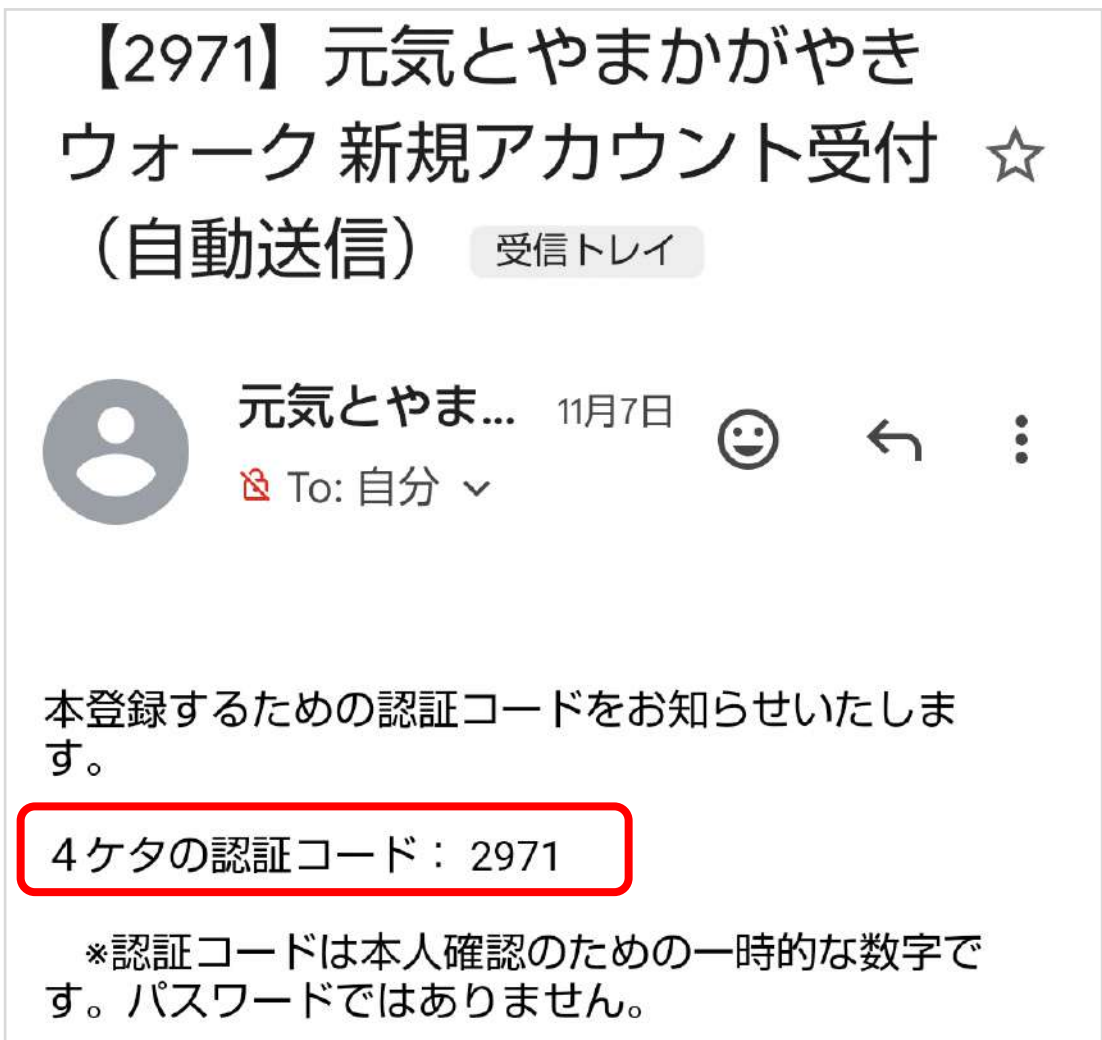 【2971】元気とやまかがやき
ウォーク 新規アカウント受付
（自動送信） 受信トレイ
元気とやま... 11月7日
To: 自分
本登録するための認証コードをお知らせいたしま
す。
４ケタの認証コード： 2971
※認証コードは本人確認のための一時的な数字で
す。パスワードではありません。